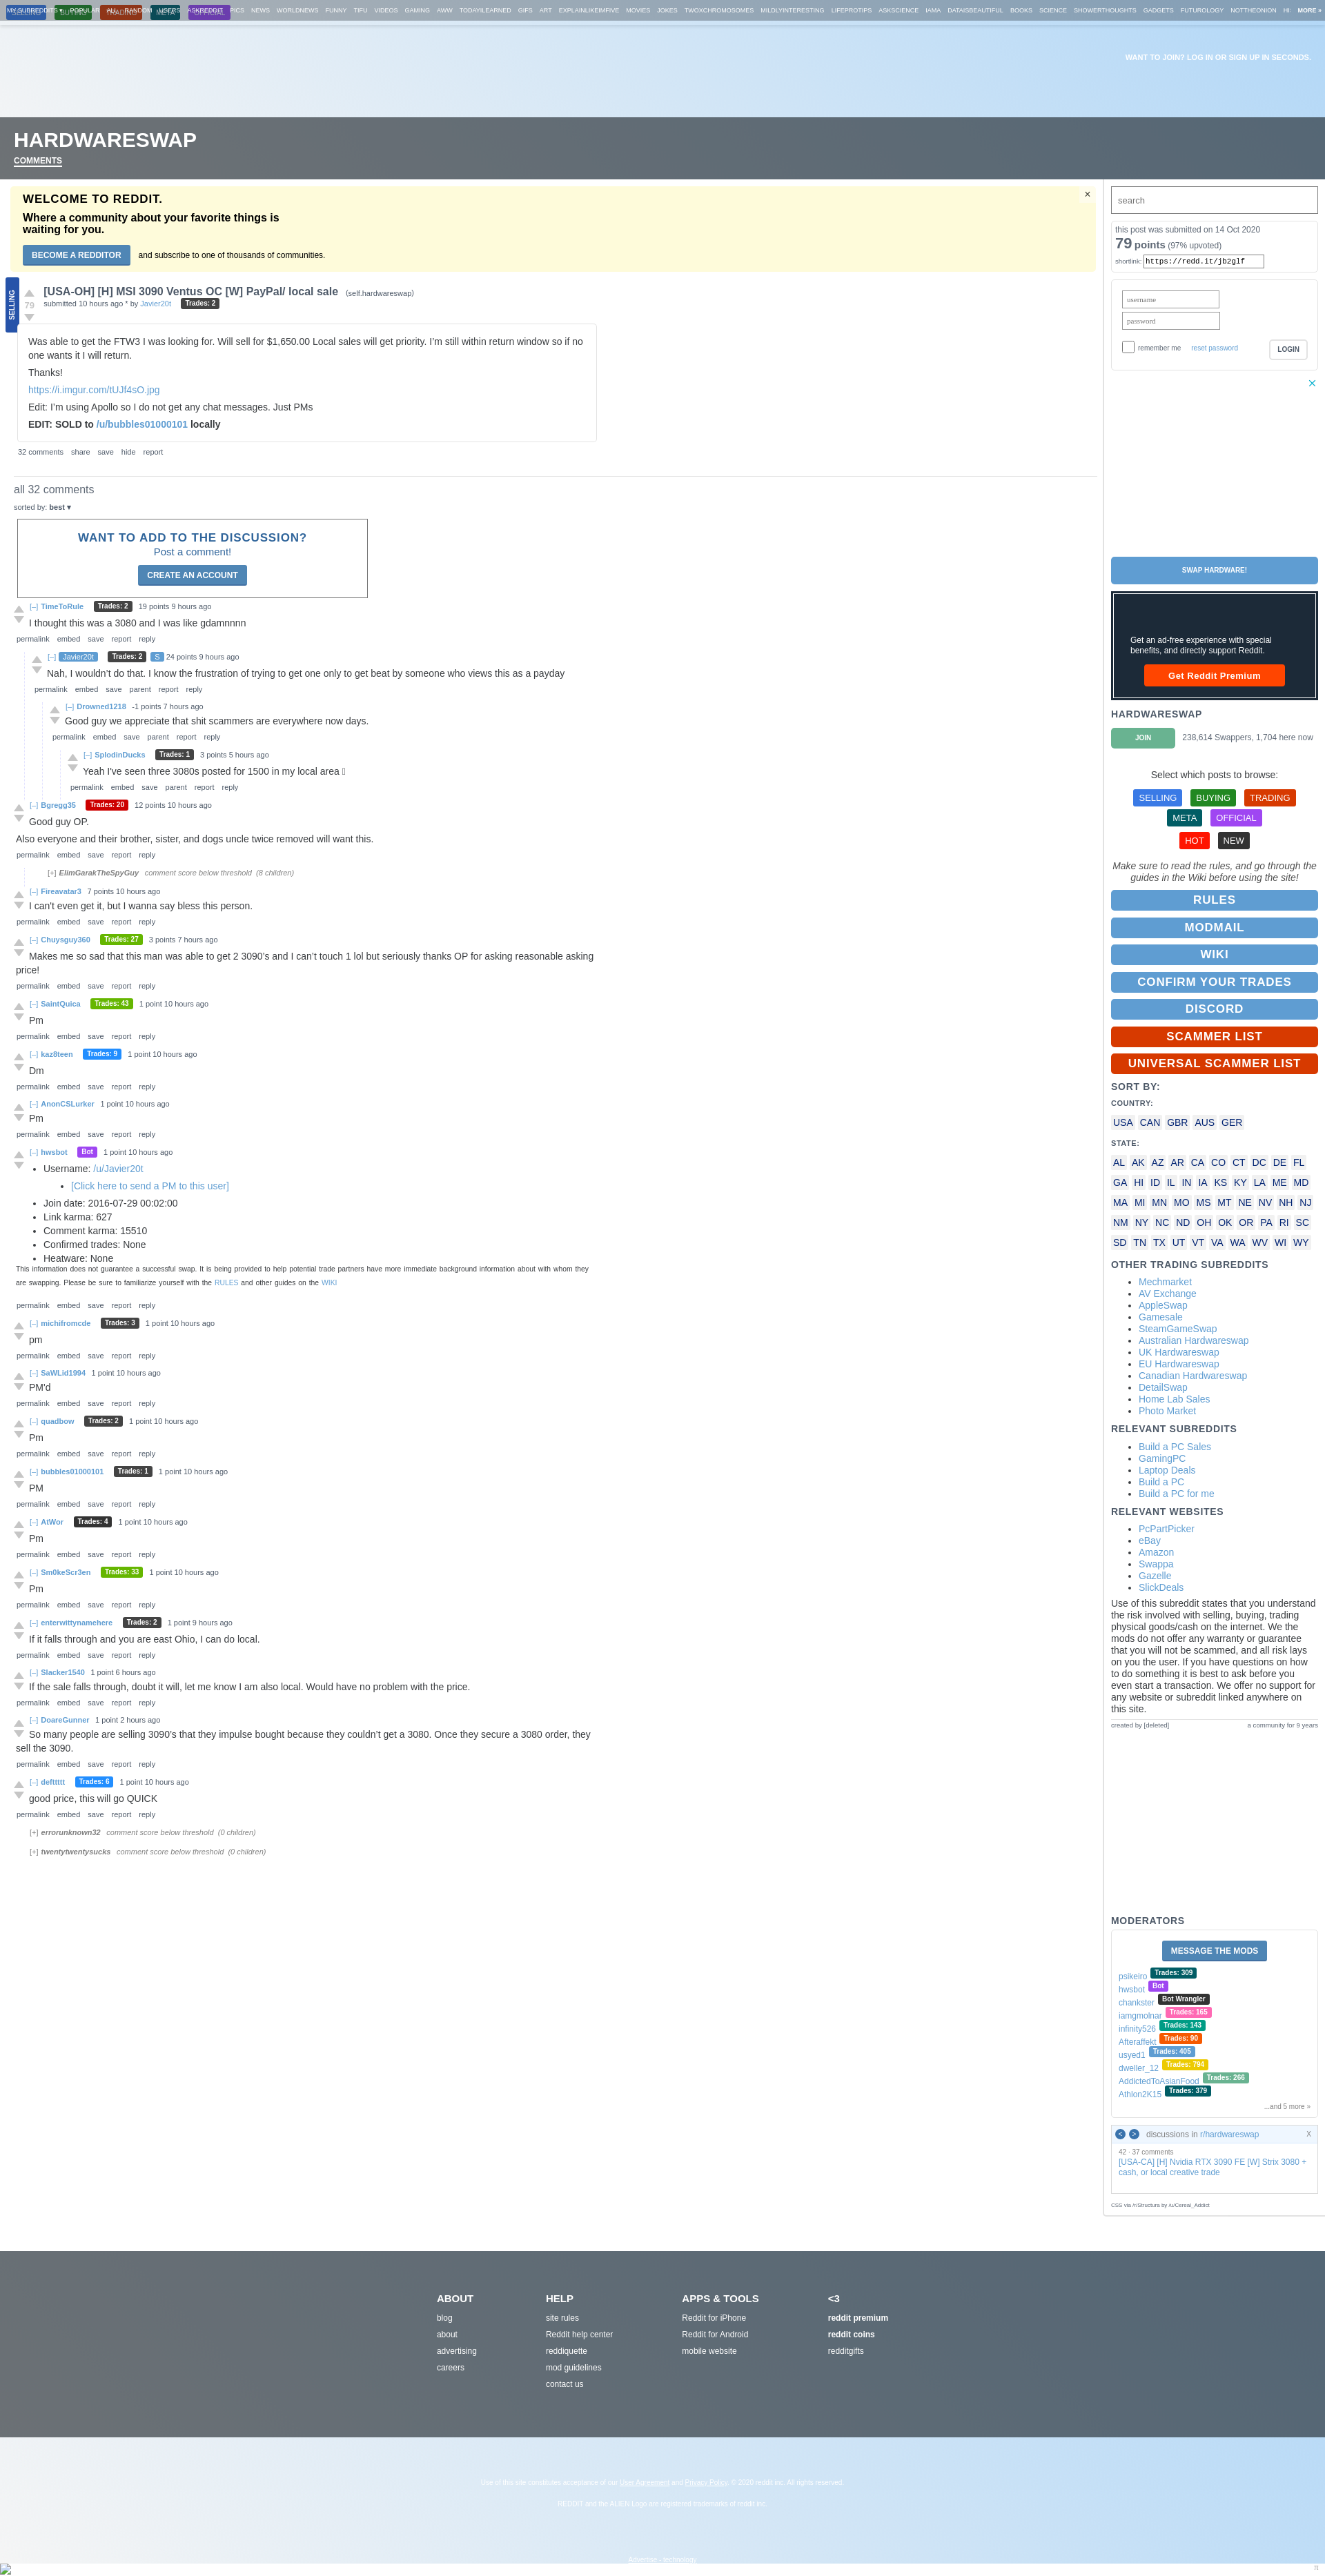 MY SUBREDDITS ▾ POPULAR ALL RANDOM USERS ASKREDDIT PICS NEWS WORLDNEWS FUNNY TIFU VIDEOS GAMING AWW TODAYILEARNED GIFS ART EXPLAINLIKEIMFIVE MOVIES JOKES TWOXCHROMOSOMES MILDLYINTERESTING LIFEPROTIPS ASKSCIENCE IAMA DATAISBEAUTIFUL BOOKS SCIENCE SHOWERTHOUGHTS GADGETS FUTUROLOGY NOTTHEONION MORE »
SELLING BUYING TRADING META OFFICIAL
WANT TO JOIN? LOG IN OR SIGN UP IN SECONDS.
HARDWARESWAP
COMMENTS
WELCOME TO REDDIT.
Where a community about your favorite things is
waiting for you.
BECOME A REDDITOR and subscribe to one of thousands of communities.
×
SELLING
79
[USA-OH] [H] MSI 3090 Ventus OC [W] PayPal/ local sale (self.hardwareswap)
submitted 10 hours ago * by Javier20t Trades: 2
Was able to get the FTW3 I was looking for. Will sell for $1,650.00 Local sales will get priority. I'm still within return window so if no
one wants it I will return.
Thanks!
https://i.imgur.com/tUJf4sO.jpg
Edit: I'm using Apollo so I do not get any chat messages. Just PMs
EDIT: SOLD to /u/bubbles01000101 locally
32 comments share save hide report
all 32 comments
sorted by: best ▾
WANT TO ADD TO THE DISCUSSION?
Post a comment!
CREATE AN ACCOUNT
[–] TimeToRule Trades: 2 19 points 9 hours ago
I thought this was a 3080 and I was like gdamnnnn
permalink embed save report reply
[–] Javier20t Trades: 2 S 24 points 9 hours ago
Nah, I wouldn't do that. I know the frustration of trying to get one only to get beat by someone who views this as a payday
permalink embed save parent report reply
[–] Drowned1218 -1 points 7 hours ago
Good guy we appreciate that shit scammers are everywhere now days.
permalink embed save parent report reply
[–] SplodinDucks Trades: 1 3 points 5 hours ago
Yeah I've seen three 3080s posted for 1500 in my local area
permalink embed save parent report reply
[–] Bgregg35 Trades: 20 12 points 10 hours ago
Good guy OP.
Also everyone and their brother, sister, and dogs uncle twice removed will want this.
permalink embed save report reply
[+] ElimGarakTheSpyGuy comment score below threshold (8 children)
[–] Fireavatar3 7 points 10 hours ago
I can't even get it, but I wanna say bless this person.
permalink embed save report reply
[–] Chuysguy360 Trades: 27 3 points 7 hours ago
Makes me so sad that this man was able to get 2 3090's and I can't touch 1 lol but seriously thanks OP for asking reasonable asking
price!
permalink embed save report reply
[–] SaintQuica Trades: 43 1 point 10 hours ago
Pm
permalink embed save report reply
[–] kaz8teen Trades: 9 1 point 10 hours ago
Dm
permalink embed save report reply
[–] AnonCSLurker 1 point 10 hours ago
Pm
permalink embed save report reply
[–] hwsbot Bot 1 point 10 hours ago
• Username: /u/Javier20t
• [Click here to send a PM to this user]
• Join date: 2016-07-29 00:02:00
• Link karma: 627
• Comment karma: 15510
• Confirmed trades: None
• Heatware: None
This information does not guarantee a successful swap. It is being provided to help potential trade partners have more immediate background information about with whom they
are swapping. Please be sure to familiarize yourself with the RULES and other guides on the WIKI
permalink embed save report reply
[–] michifromcde Trades: 3 1 point 10 hours ago
pm
permalink embed save report reply
[–] SaWLid1994 1 point 10 hours ago
PM'd
permalink embed save report reply
[–] quadbow Trades: 2 1 point 10 hours ago
Pm
permalink embed save report reply
[–] bubbles01000101 Trades: 1 1 point 10 hours ago
PM
permalink embed save report reply
[–] AtWor Trades: 4 1 point 10 hours ago
Pm
permalink embed save report reply
[–] Sm0keScr3en Trades: 33 1 point 10 hours ago
Pm
permalink embed save report reply
[–] enterwittynamehere Trades: 2 1 point 9 hours ago
If it falls through and you are east Ohio, I can do local.
permalink embed save report reply
[–] Slacker1540 1 point 6 hours ago
If the sale falls through, doubt it will, let me know I am also local. Would have no problem with the price.
permalink embed save report reply
[–] DoareGunner 1 point 2 hours ago
So many people are selling 3090's that they impulse bought because they couldn't get a 3080. Once they secure a 3080 order, they
sell the 3090.
permalink embed save report reply
[–] defttttt Trades: 6 1 point 10 hours ago
good price, this will go QUICK
permalink embed save report reply
[+] errorunknown32 comment score below threshold (0 children)
[+] twentytwentysucks comment score below threshold (0 children)
search
this post was submitted on 14 Oct 2020
79 points (97% upvoted)
shortlink: https://redd.it/jb2glf
username
password
remember me reset password LOGIN
×
SWAP HARDWARE!
Get an ad-free experience with special
benefits, and directly support Reddit.
Get Reddit Premium
HARDWARESWAP
JOIN 238,614 Swappers, 1,704 here now
Select which posts to browse:
SELLING BUYING TRADING
META OFFICIAL
HOT NEW
Make sure to read the rules, and go through the
guides in the Wiki before using the site!
RULES
MODMAIL
WIKI
CONFIRM YOUR TRADES
DISCORD
SCAMMER LIST
UNIVERSAL SCAMMER LIST
SORT BY:
COUNTRY:
USA CAN GBR AUS GER
STATE:
AL AK AZ AR CA CO CT DC DE FL
GA HI ID IL IN IA KS KY LA ME MD
MA MI MN MO MS MT NE NV NH NJ
NM NY NC ND OH OK OR PA RI SC
SD TN TX UT VT VA WA WV WI WY
OTHER TRADING SUBREDDITS
• Mechmarket
• AV Exchange
• AppleSwap
• Gamesale
• SteamGameSwap
• Australian Hardwareswap
• UK Hardwareswap
• EU Hardwareswap
• Canadian Hardwareswap
• DetailSwap
• Home Lab Sales
• Photo Market
RELEVANT SUBREDDITS
• Build a PC Sales
• GamingPC
• Laptop Deals
• Build a PC
• Build a PC for me
RELEVANT WEBSITES
• PcPartPicker
• eBay
• Amazon
• Swappa
• Gazelle
• SlickDeals
Use of this subreddit states that you understand
the risk involved with selling, buying, trading
physical goods/cash on the internet. We the
mods do not offer any warranty or guarantee
that you will not be scammed, and all risk lays
on you the user. If you have questions on how
to do something it is best to ask before you
even start a transaction. We offer no support for
any website or subreddit linked anywhere on
this site.
created by [deleted] a community for 9 years
MODERATORS
MESSAGE THE MODS
psikeiro Trades: 309
hwsbot Bot
chankster Bot Wrangler
iamgmolnar Trades: 165
infinity526 Trades: 143
Afteraffekt Trades: 90
usyed1 Trades: 405
dweller_12 Trades: 794
AddictedToAsianFood Trades: 266
Athlon2K15 Trades: 379
...and 5 more »
< > discussions in r/hardwareswap X
42 · 37 comments
[USA-CA] [H] Nvidia RTX 3090 FE [W] Strix 3080 +
cash, or local creative trade
CSS via /r/Structura by /u/Cereal_Addict
ABOUT
blog
about
advertising
careers
HELP
site rules
Reddit help center
reddiquette
mod guidelines
contact us
APPS & TOOLS
Reddit for iPhone
Reddit for Android
mobile website
<3
reddit premium
reddit coins
redditgifts
Use of this site constitutes acceptance of our User Agreement and Privacy Policy. © 2020 reddit inc. All rights reserved.
REDDIT and the ALIEN Logo are registered trademarks of reddit inc.
Advertise - technology
π